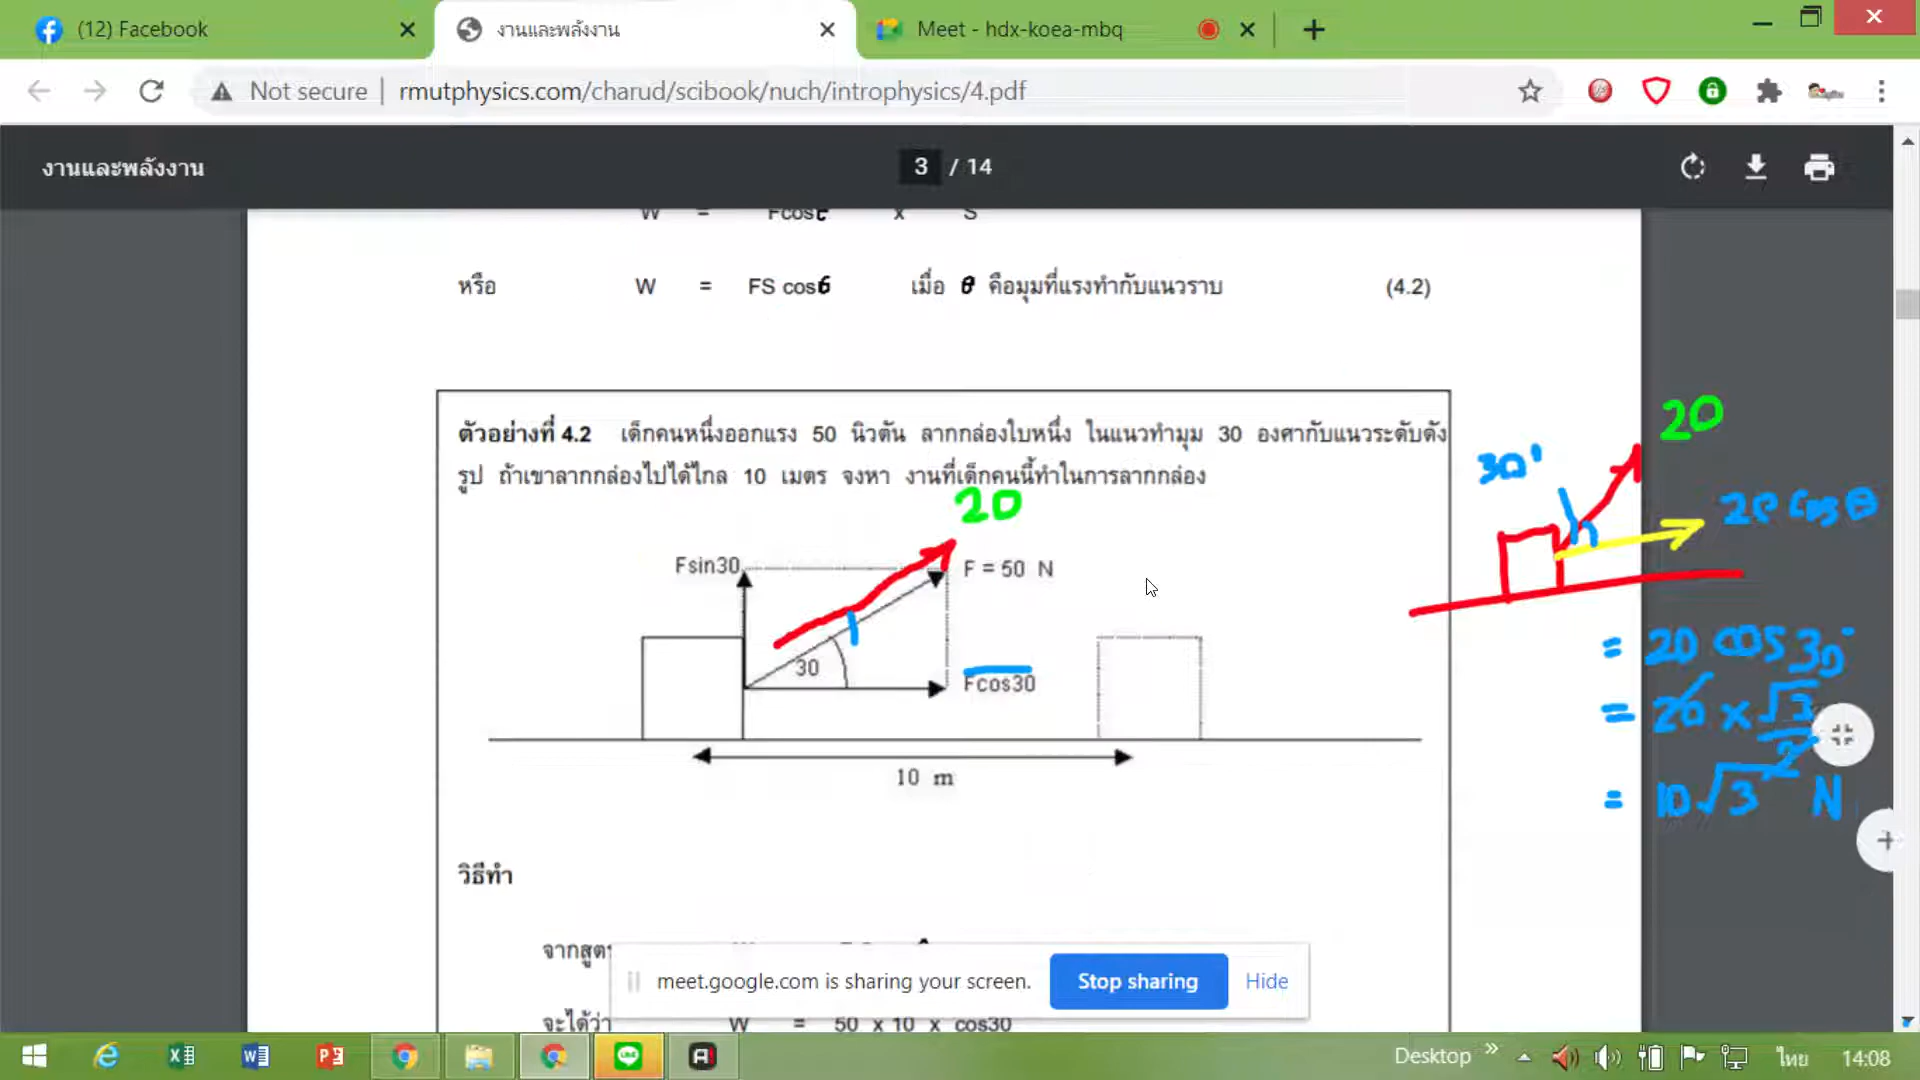 (12) Facebook
งานและพลังงาน
Meet - hdx-koea-mbq
Not secure | rmutphysics.com/charud/scibook/nuch/introphysics/4.pdf
งานและพลังงาน
3 / 14
W = Fcosθ x S
หรือ W = FS cosθ เมื่อ θ คือมุมที่แรงทำกับแนวราบ (4.2)
ตัวอย่างที่ 4.2 เด็กคนหนึ่งออกแรง 50 นิวตัน ลากกล่องใบหนึ่ง ในแนวทำมุม 30 องศากับแนวระดับดัง
รูป ถ้าเขาลากกล่องไปได้ไกล 10 เมตร จงหา งานที่เด็กคนนี้ทำในการลากกล่อง
20
Fsin30
F = 50 N
30
Fcos30
10 m
20
30°
20 cos θ
= 20 cos 30°
= 20 x √3/2
= 10√3 N
วิธีทำ
จากสูตร
จะได้ว่า W = 50 x 10 x cos30
meet.google.com is sharing your screen.
Stop sharing
Hide
Desktop
ไทย
14:08